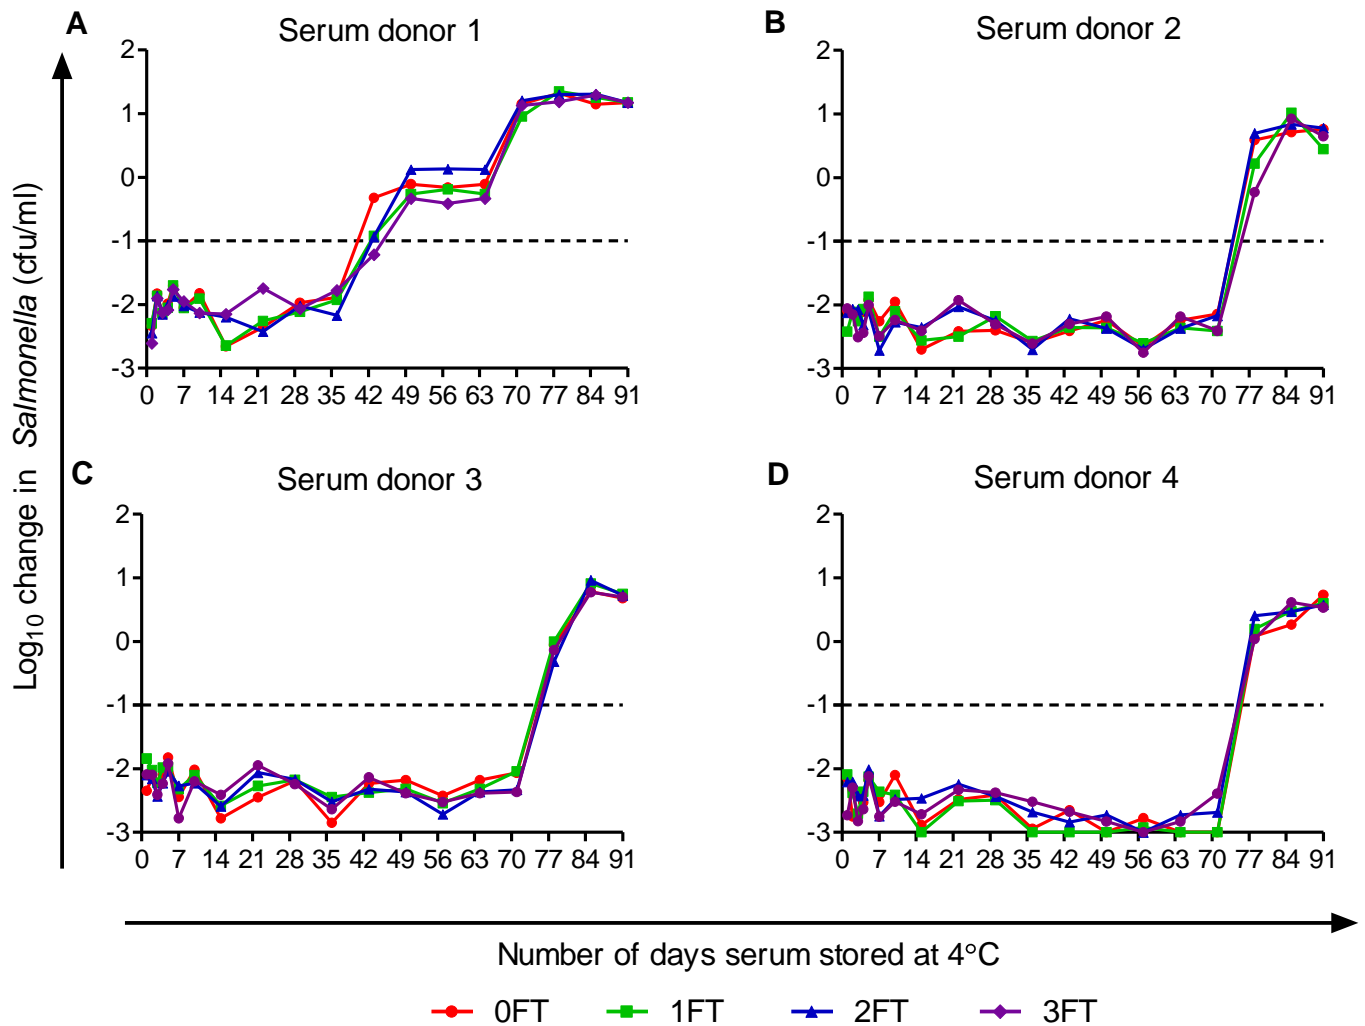 A
Serum donor 1
2
1
0
-1
-2
-3
0 7 14 21 28 35 42 49 56 63 70 77 84 91
B
Serum donor 2
2
1
0
-1
-2
-3
0 7 14 21 28 35 42 49 56 63 70 77 84 91
C
Serum donor 3
2
1
0
-1
-2
-3
0 7 14 21 28 35 42 49 56 63 70 77 84 91
D
Serum donor 4
2
1
0
-1
-2
-3
0 7 14 21 28 35 42 49 56 63 70 77 84 91
Log10 change in Salmonella (cfu/ml)
Number of days serum stored at 4°C
0FT 1FT 2FT 3FT